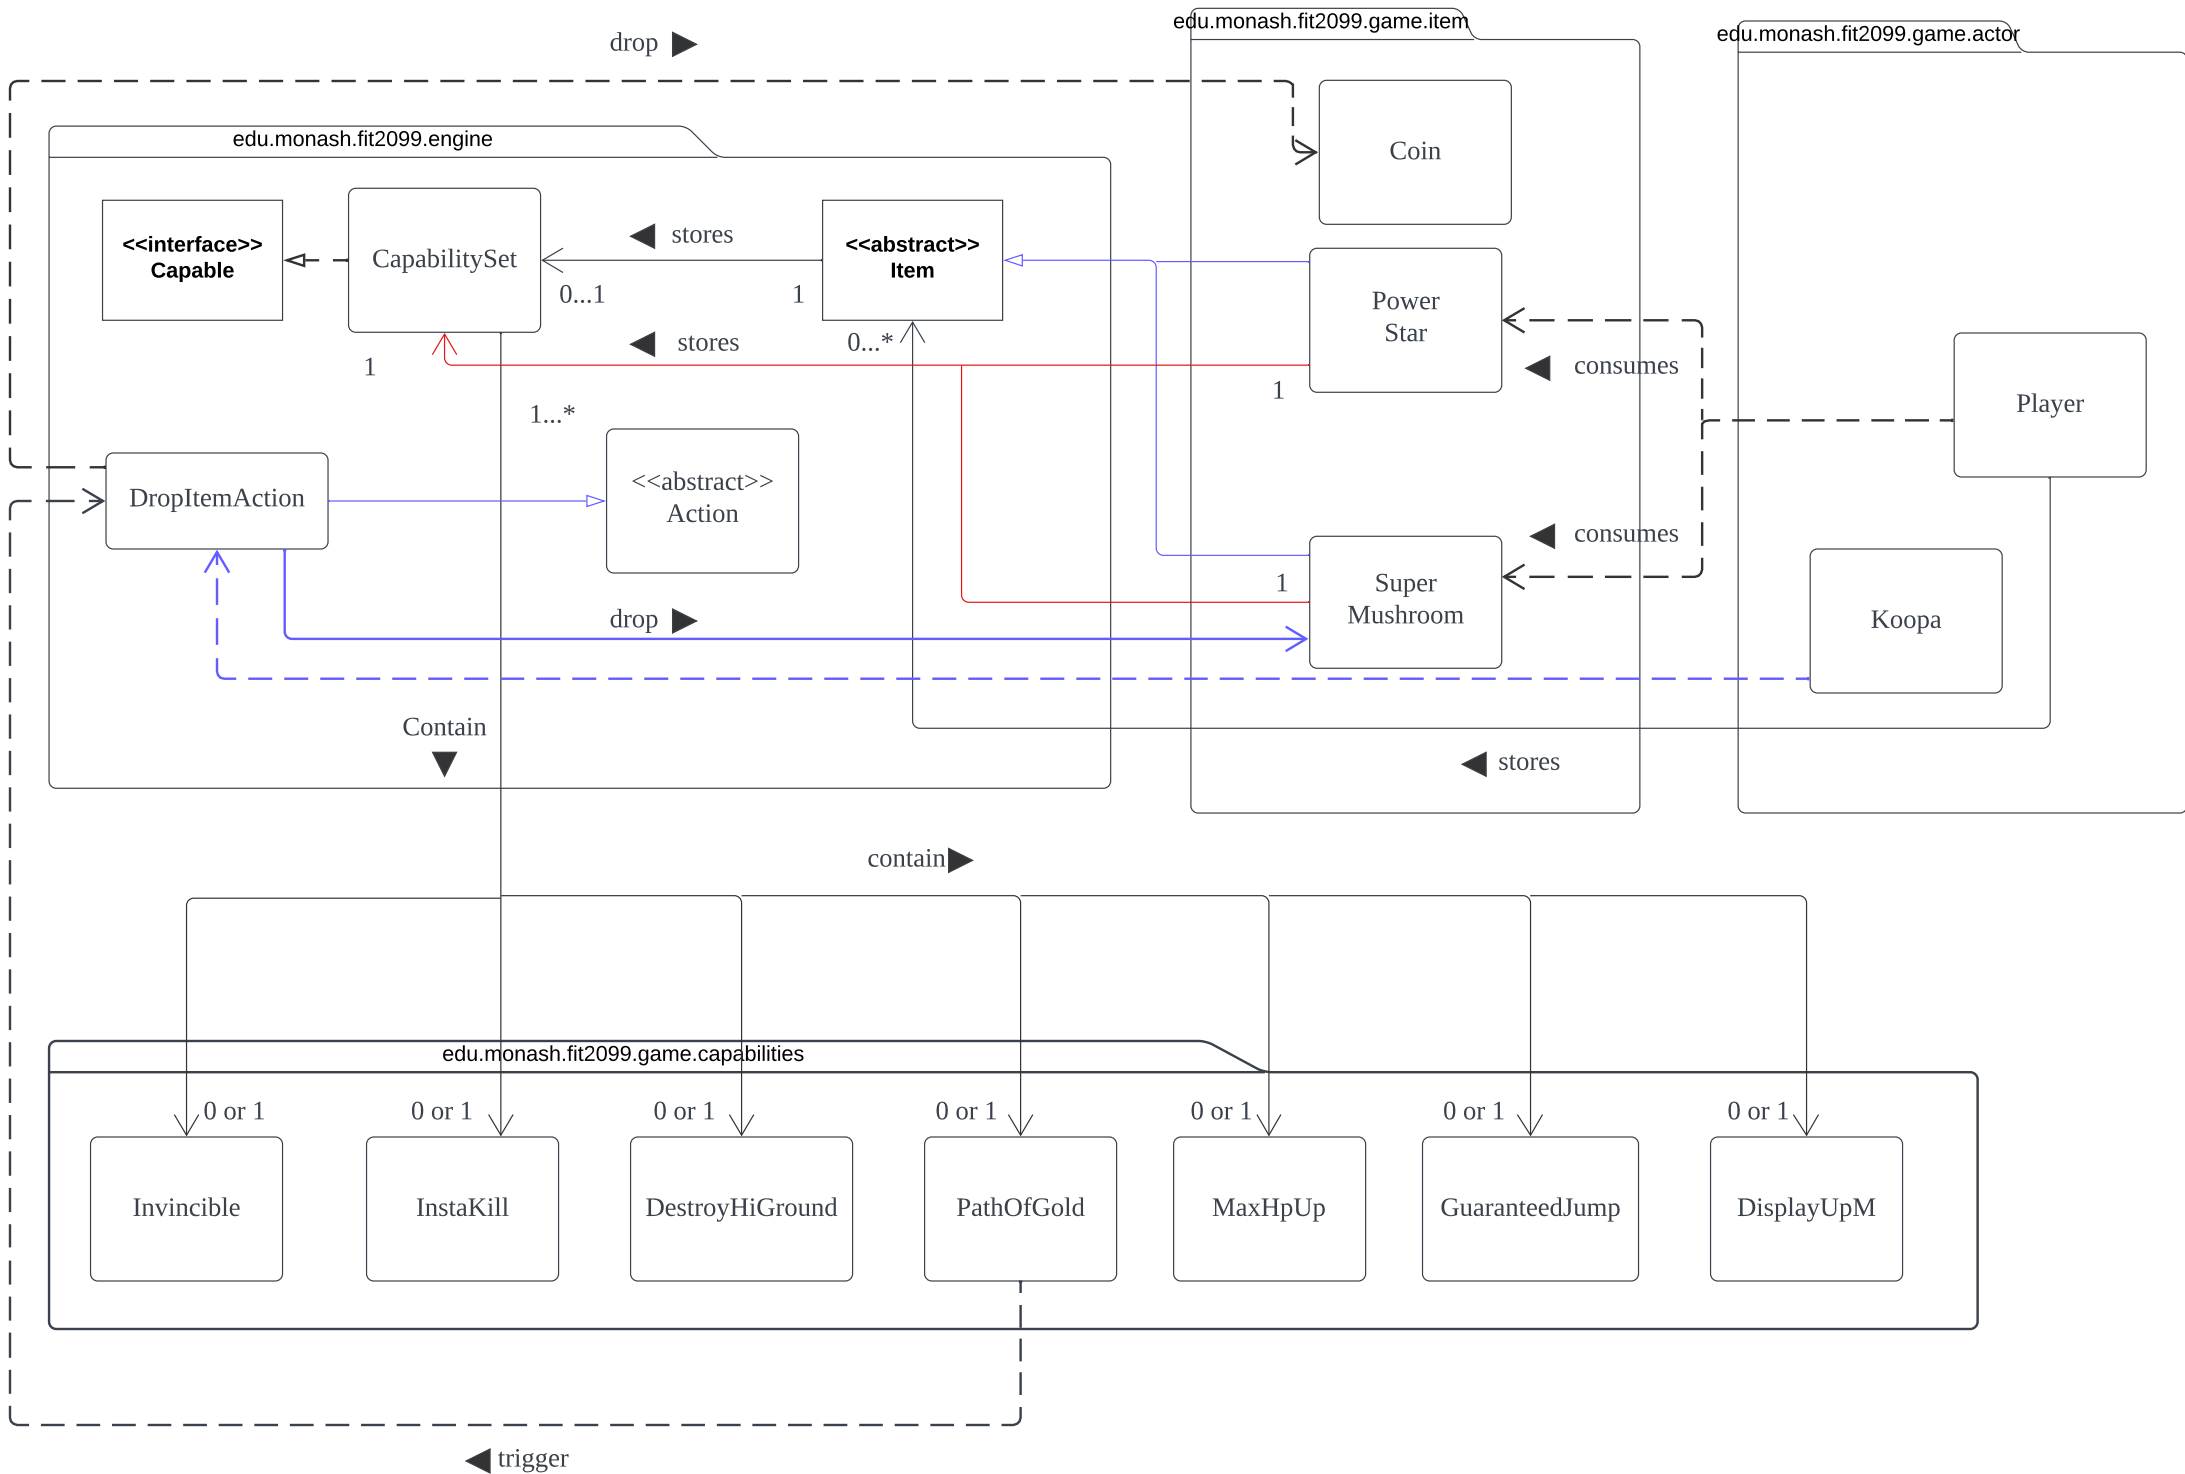 edu.monash.fit2099.game.item
edu.monash.fit2099.game.actor
drop
edu.monash.fit2099.engine
Coin
<<interface>>
Capable
CapabilitySet
stores
<<abstract>>
Item
0...1
1
Power
Star
stores
0...*
1
1
consumes
Player
1...*
<<abstract>>
Action
DropItemAction
consumes
1
Super
Mushroom
drop
Koopa
Contain
stores
contain
edu.monash.fit2099.game.capabilities
0 or 1
0 or 1
0 or 1
0 or 1
0 or 1
0 or 1
0 or 1
Invincible
InstaKill
DestroyHiGround
PathOfGold
MaxHpUp
GuaranteedJump
DisplayUpM
trigger